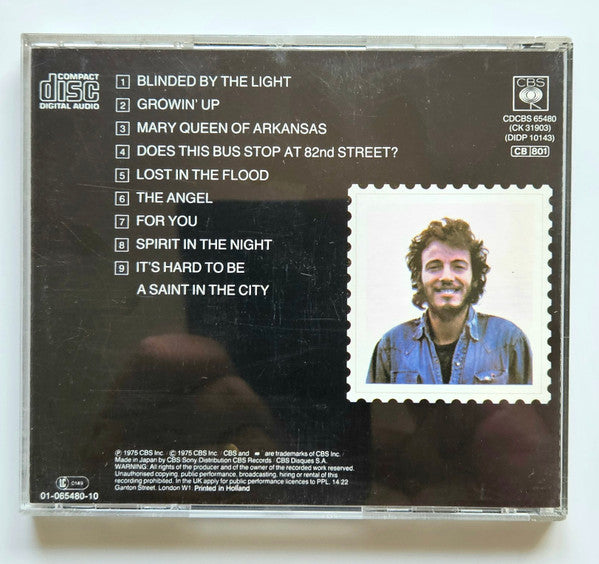 COMPACT
disc
DIGITAL AUDIO
1 BLINDED BY THE LIGHT
2 GROWIN' UP
3 MARY QUEEN OF ARKANSAS
4 DOES THIS BUS STOP AT 82nd STREET?
5 LOST IN THE FLOOD
6 THE ANGEL
7 FOR YOU
8 SPIRIT IN THE NIGHT
9 IT'S HARD TO BE
A SAINT IN THE CITY
CBS
CDCBS 65480
(CK 31903)
(DIDP 10143)
CB 801
℗ 1975 CBS Inc. © 1975 CBS Inc. / CBS and are trademarks of CBS Inc.
Made in Japan by CBS Sony Distribution CBS Records / CBS Disques S.A.
WARNING: All rights of the producer and of the owner of the recorded work reserved.
Unauthorised copying, public performance, broadcasting, hiring or rental of this
recording prohibited. In the UK apply for public performance licences to PPL, 14 22
Ganton Street, London W1. Printed in Holland
LC 0149
01-065480-10